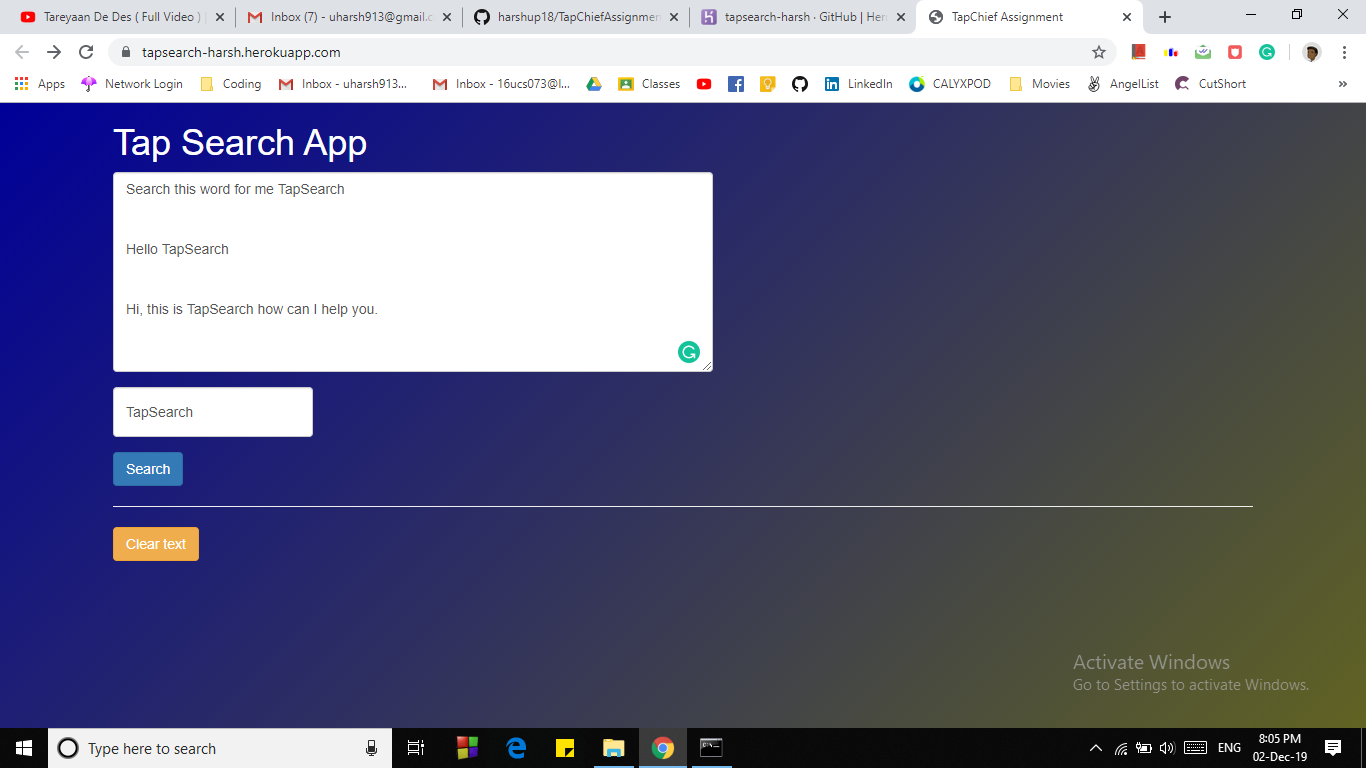 Tareyaan De Des ( Full Video ) |
Inbox (7) - uharsh913@gmail.c
harshup18/TapChiefAssignmen
tapsearch-harsh · GitHub | Her
TapChief Assignment
tapsearch-harsh.herokuapp.com
Apps Network Login Coding Inbox - uharsh913... Inbox - 16ucs073@l... Classes LinkedIn CALYXPOD Movies AngelList CutShort »
Tap Search App
Search this word for me TapSearch
Hello TapSearch
Hi, this is TapSearch how can I help you.
TapSearch
Search
Clear text
Activate Windows
Go to Settings to activate Windows.
Type here to search
ENG
8:05 PM
02-Dec-19